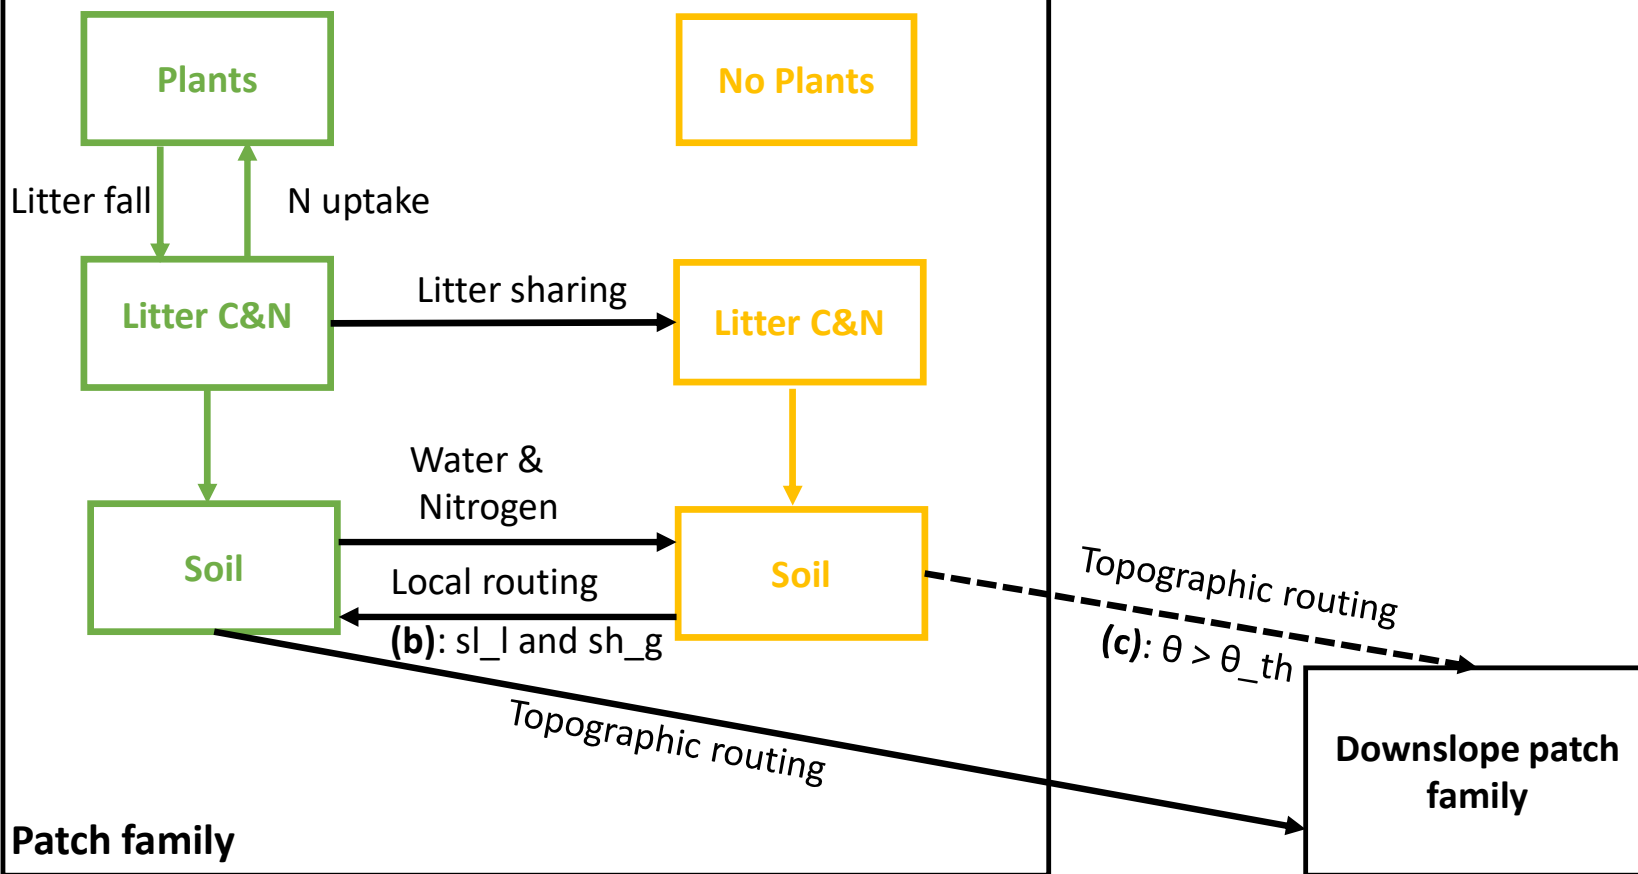 Plants
No Plants
Litter fall
N uptake
Litter C&N
Litter sharing
Litter C&N
Water &
Nitrogen
Soil
Local routing
Soil
(b): sl_l and sh_g
Topographic routing
(c): θ > θ_th
Topographic routing
Downslope patch
family
Patch family